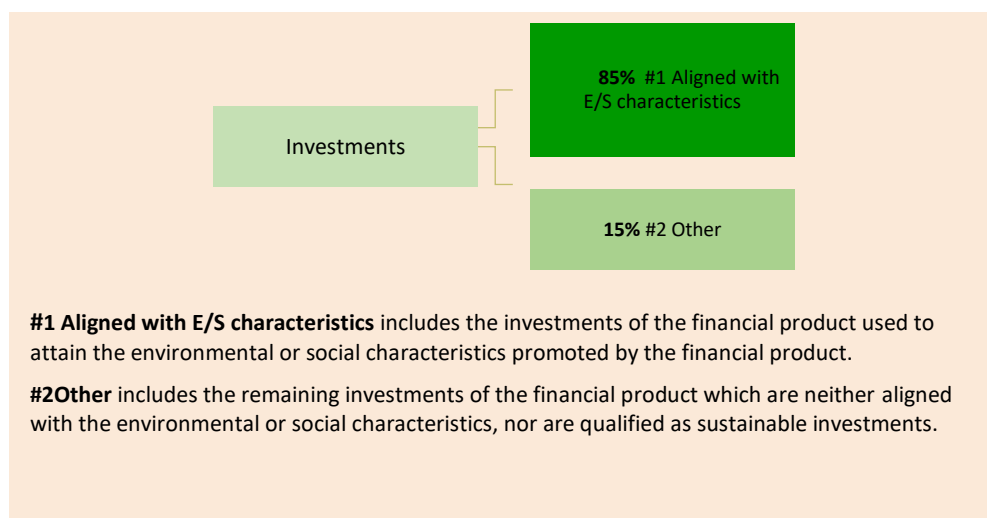 85% #1 Aligned with
E/S characteristics
Investments
15% #2 Other
#1 Aligned with E/S characteristics includes the investments of the financial product used to
attain the environmental or social characteristics promoted by the financial product.
#2Other includes the remaining investments of the financial product which are neither aligned
with the environmental or social characteristics, nor are qualified as sustainable investments.